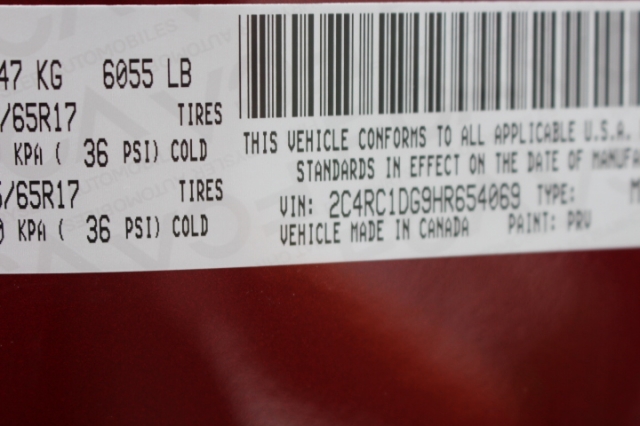 47 KG 6055 LB
/65R17 TIRES
KPA ( 36 PSI) COLD
/65R17 TIRES
KPA ( 36 PSI) COLD
THIS VEHICLE CONFORMS TO ALL APPLICABLE U.S.A.
STANDARDS IN EFFECT ON THE DATE OF MANUFA
VIN: 2C4RC1DG9HR654069 TYPE: M
VEHICLE MADE IN CANADA PAINT: PRV